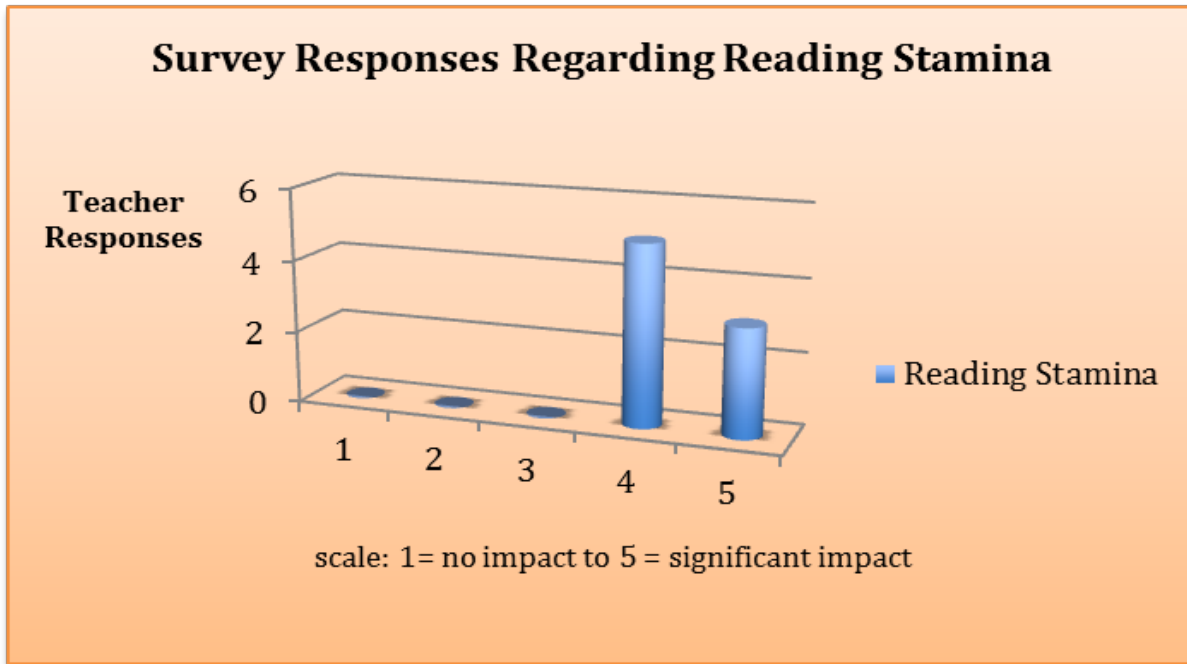 Survey Responses Regarding Reading Stamina
Teacher
Responses
6
4
2
0
1
2
3
4
5
Reading Stamina
scale: 1= no impact to 5 = significant impact